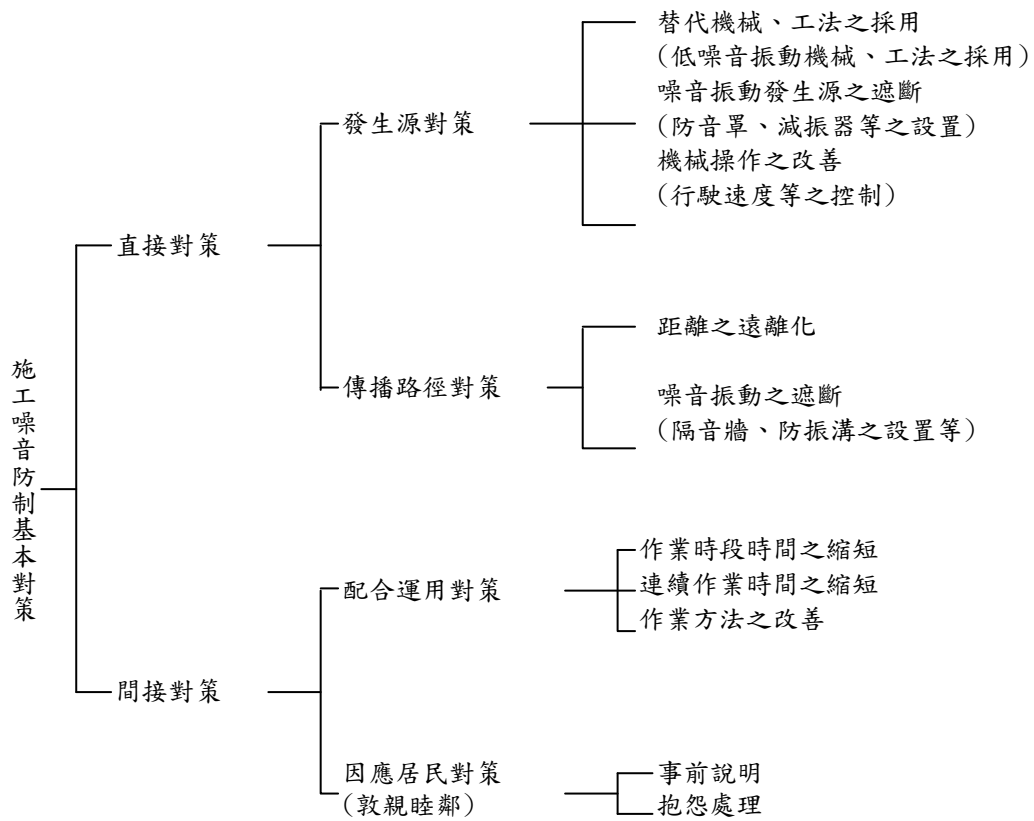 施工噪音防制基本對策
直接對策
發生源對策
替代機械、工法之採用
(低噪音振動機械、工法之採用)
噪音振動發生源之遮斷
(防音罩、減振器等之設置)
機械操作之改善
(行駛速度等之控制)
傳播路徑對策
距離之遠離化
噪音振動之遮斷
(隔音牆、防振溝之設置等)
間接對策
配合運用對策
作業時段時間之縮短
連續作業時間之縮短
作業方法之改善
因應居民對策
(敦親睦鄰)
事前說明
抱怨處理